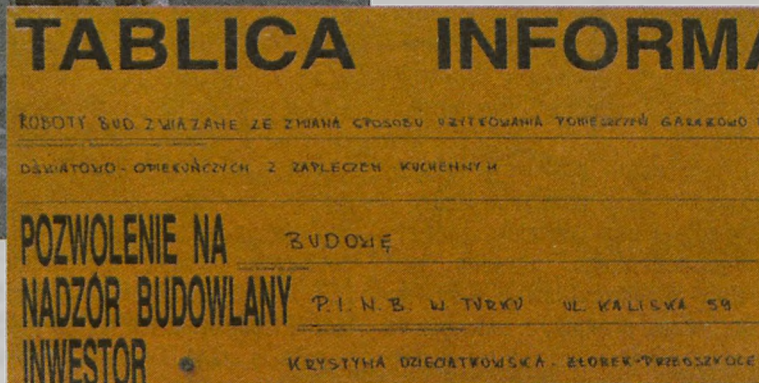 TABLICA INFORMA
ROBOTY BUD ZWIĄZANE ZE ZMIANĄ SPOSOBU UŻYTKOWANIA POMIESZCZEŃ GARAŻOWO
OŚWIATOWO-OPIEKUŃCZYCH Z ZAPLECZEM KUCHENNYM
POZWOLENIE NA BUDOWĘ
NADZÓR BUDOWLANY P.I.N.B. W TURKU UL. KALISKA 59
INWESTOR KRYSTYNA DZIECIĄTKOWSKA - ŻŁOBEK-PRZEDSZKOLE